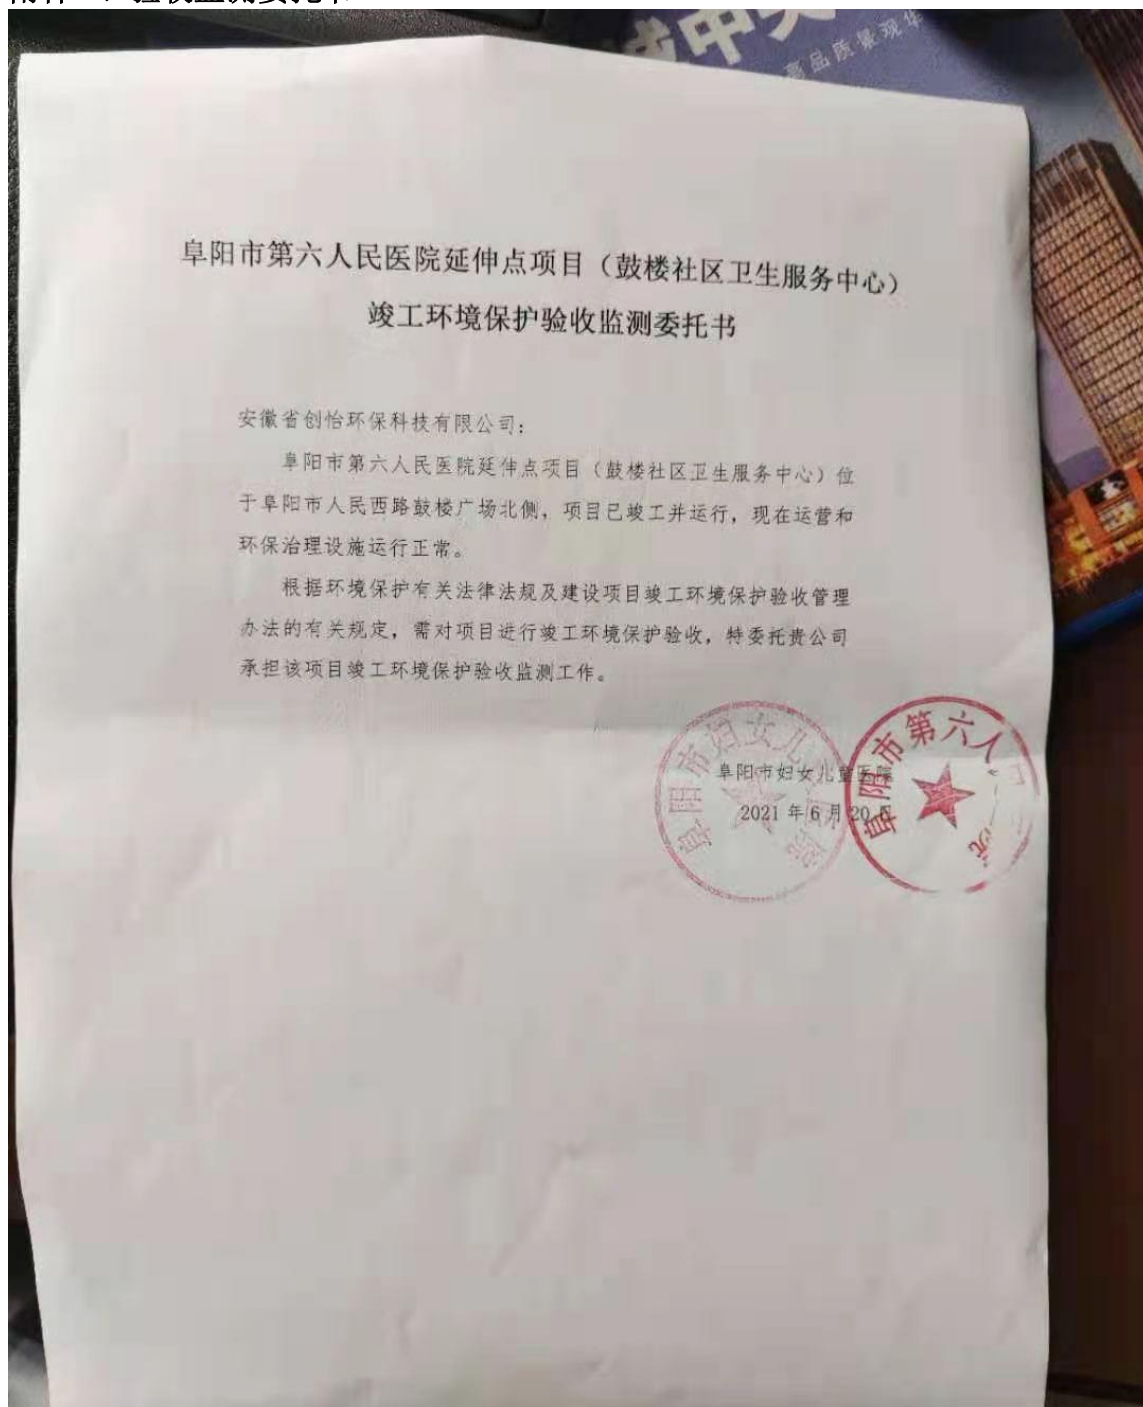 阜阳市第六人民医院延伸点项目（鼓楼社区卫生服务中心）
竣工环境保护验收监测委托书
安徽省创怡环保科技有限公司：
阜阳市第六人民医院延伸点项目（鼓楼社区卫生服务中心）位
于阜阳市人民西路鼓楼广场北侧，项目已竣工并运行，现在运营和
环保治理设施运行正常。
根据环境保护有关法律法规及建设项目竣工环境保护验收管理
办法的有关规定，需对项目进行竣工环境保护验收，特委托贵公司
承担该项目竣工环境保护验收监测工作。
阜阳市妇女儿童医院
2021 年 6 月 20 日
阜阳市妇女儿童医院
阜阳市第六人
院
中央
高品质景观华